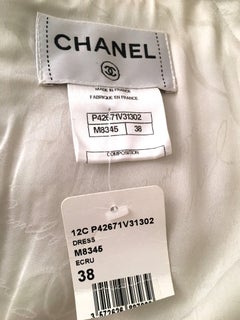 CHANEL
MADE IN FRANCE
FABRIQUE EN FRANCE
P42671V31302
M8345 38
COMPOSITION
12C P42671V31302
DRESS
M8345
ECRU
38